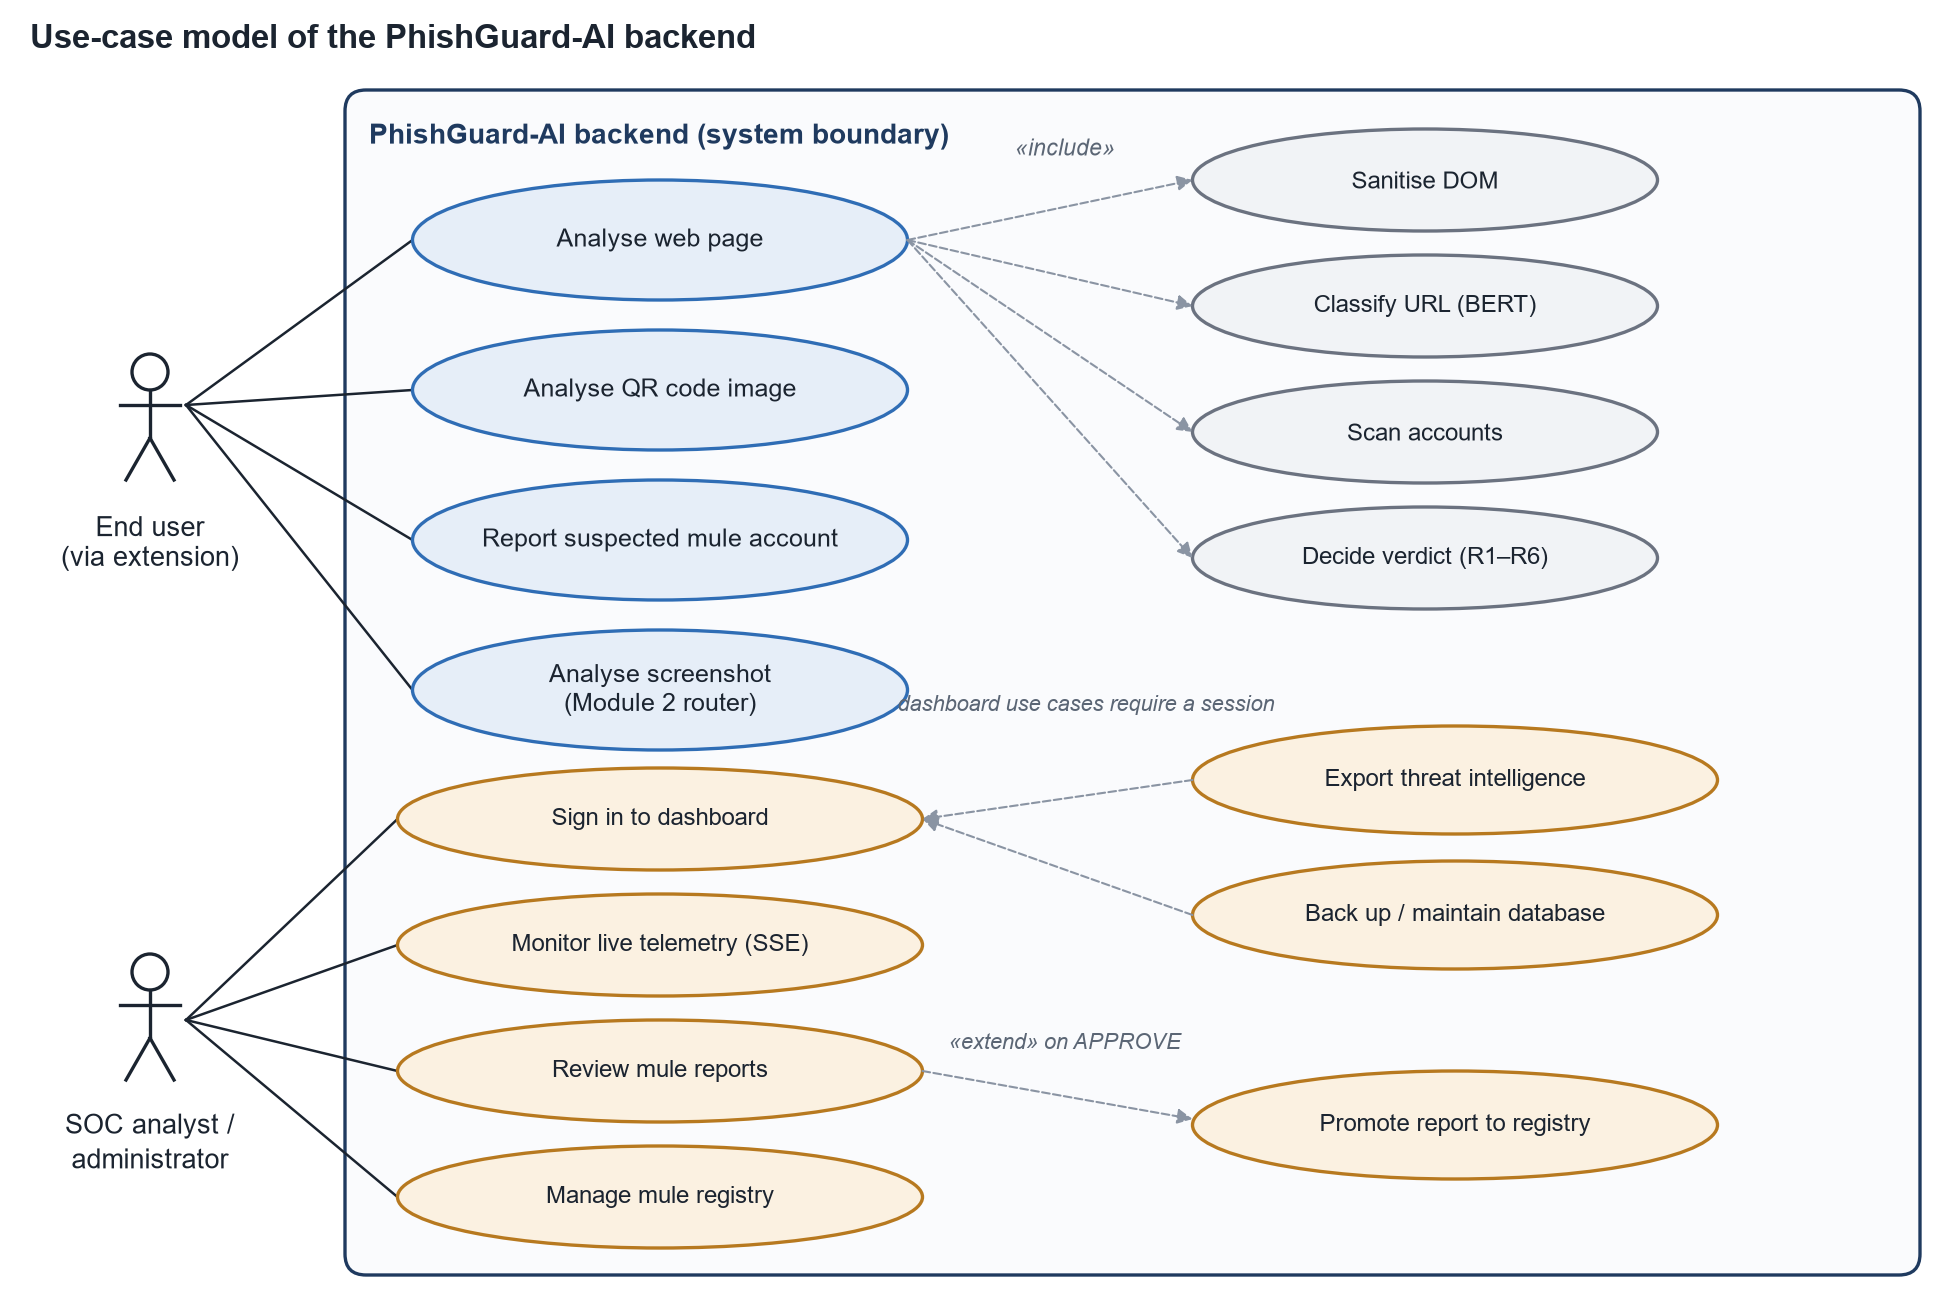 Use-case model of the PhishGuard-AI backend
PhishGuard-AI backend (system boundary)
«include»
Sanitise DOM
Analyse web page
Classify URL (BERT)
Analyse QR code image
Scan accounts
End user
(via extension)
Report suspected mule account
Decide verdict (R1–R6)
Analyse screenshot
(Module 2 router)
dashboard use cases require a session
Export threat intelligence
Sign in to dashboard
Back up / maintain database
Monitor live telemetry (SSE)
«extend» on APPROVE
Review mule reports
SOC analyst /
administrator
Promote report to registry
Manage mule registry